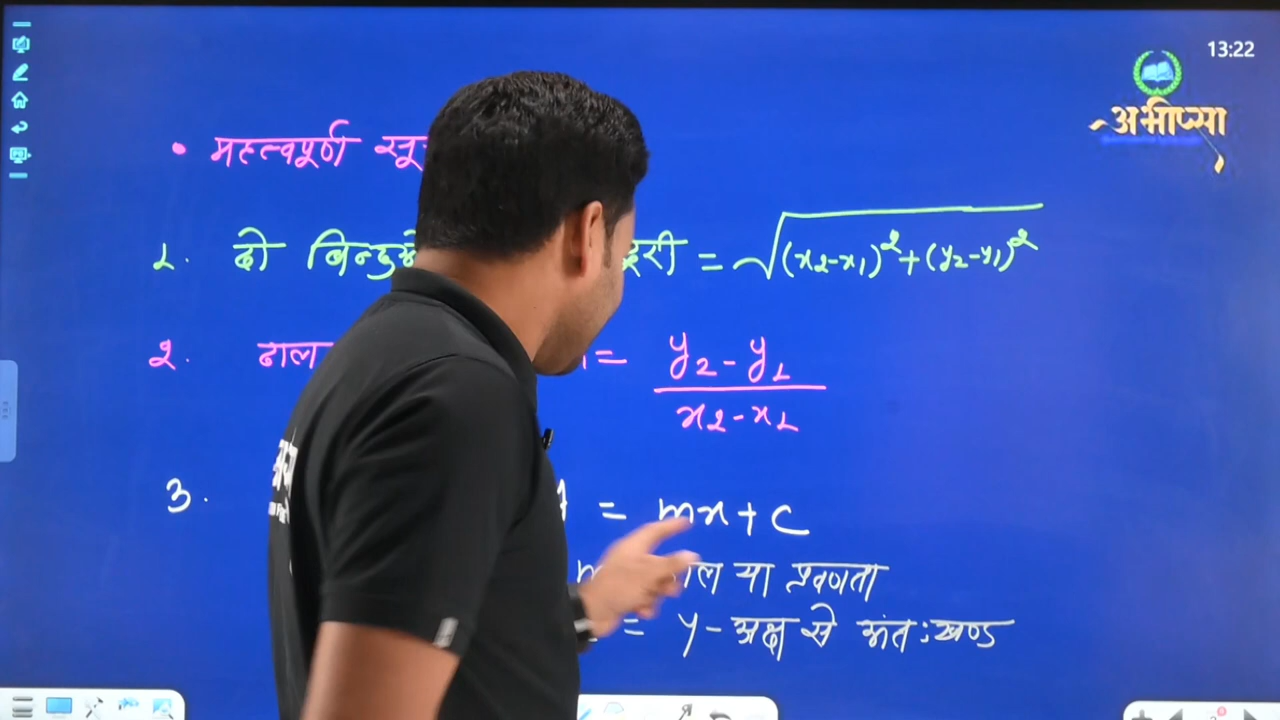 13:22
अभीप्सा
• महत्वपूर्ण
1. दो दूरी = √(x2-x1)²+(y2-y1)²
2. ढाल = y2-y1
x2-x1
3. = mx+c
m या प्रवणता
= y-अक्ष से अंत:खण्ड